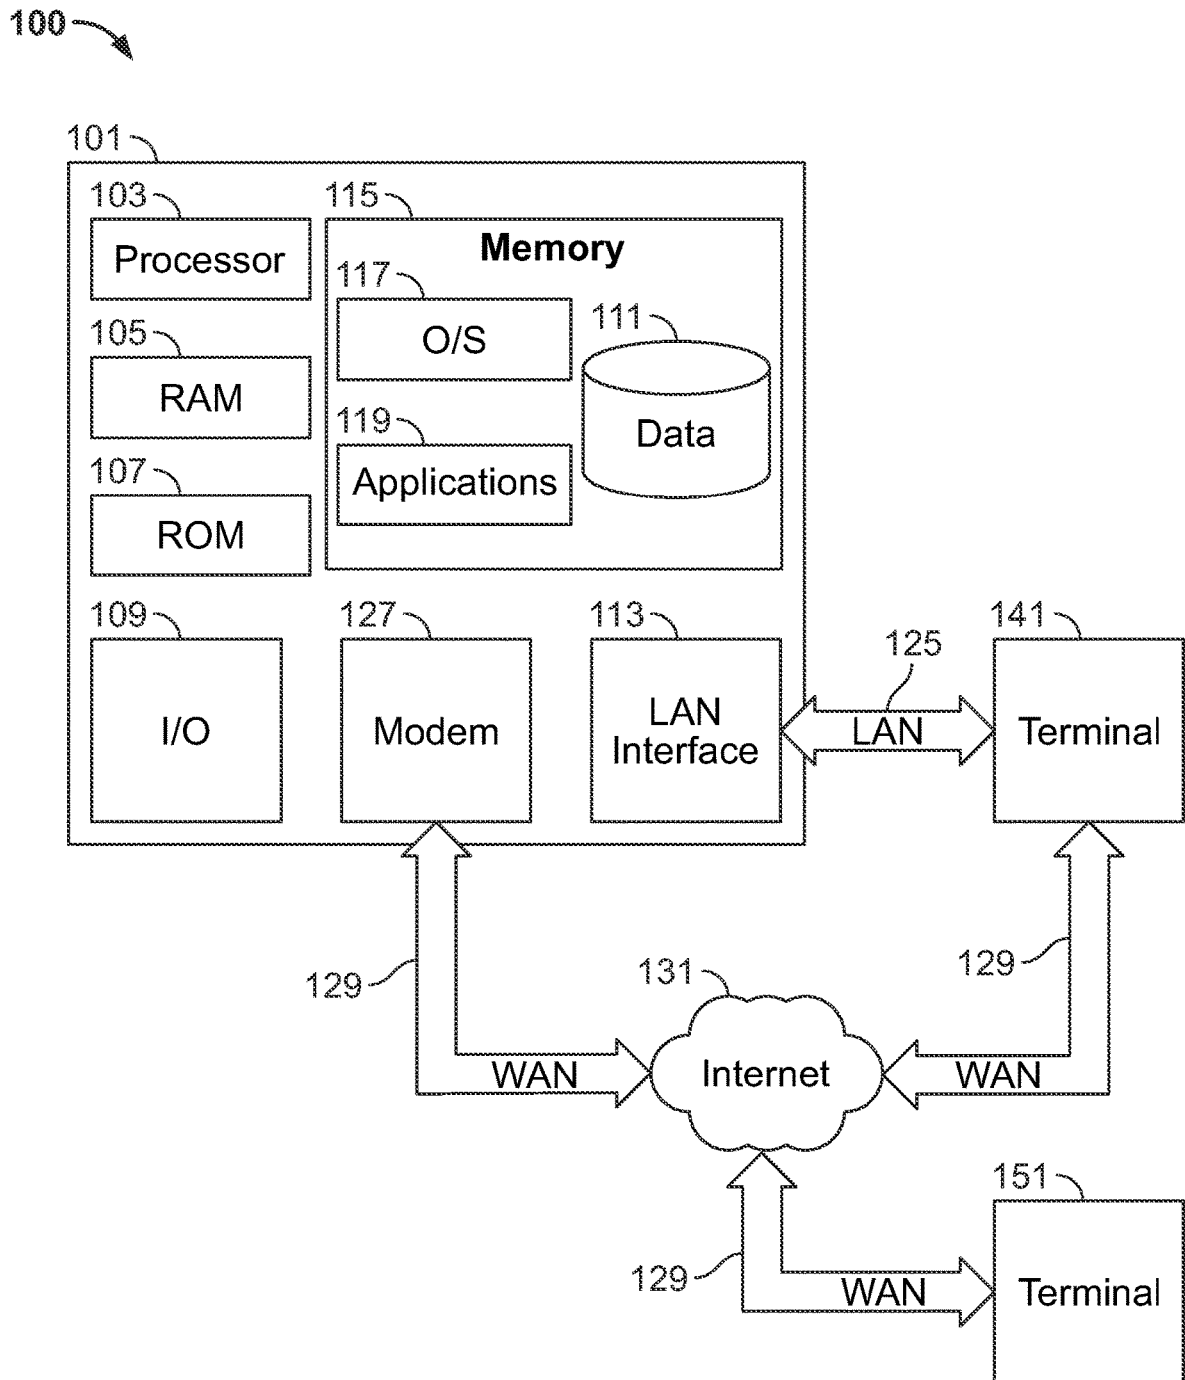 100
101
103
Processor
105
RAM
107
ROM
115
Memory
117
O/S
111
Data
119
Applications
109
I/O
127
Modem
113
LAN
Interface
125
LAN
141
Terminal
129
WAN
131
Internet
129
WAN
129
WAN
151
Terminal